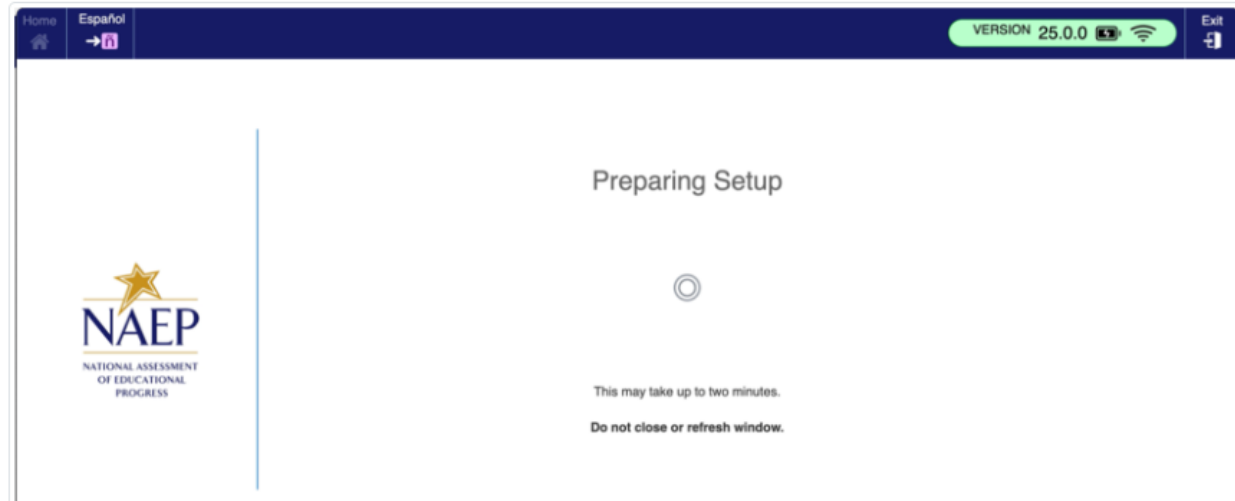 Home
Español
VERSION 25.0.0
Exit
Preparing Setup
NAEP
NATIONAL ASSESSMENT
OF EDUCATIONAL
PROGRESS
This may take up to two minutes.
Do not close or refresh window.